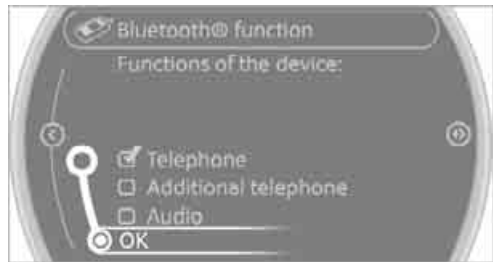 Bluetooth® function
Functions of the device:
Telephone
Additional telephone
Audio
OK